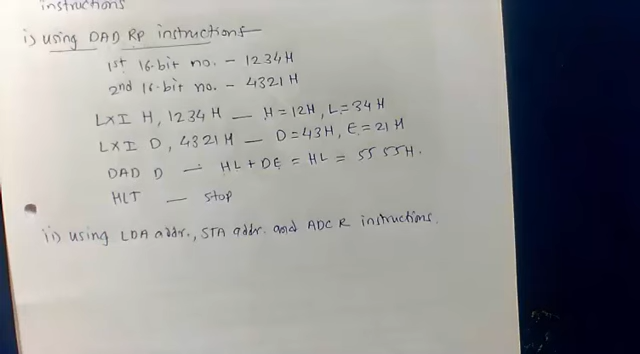 instructions
i) using DAD Rp instructions
1st 16-bit no. - 1234H
2nd 16-bit no. - 4321H
LXI H, 1234H — H=12H, L=34H
LXI D, 4321H — D=43H, E=21H
DAD D — HL+DE = HL = 5555H.
HLT — stop
ii) using LDA addr., STA addr. and ADC R instructions.